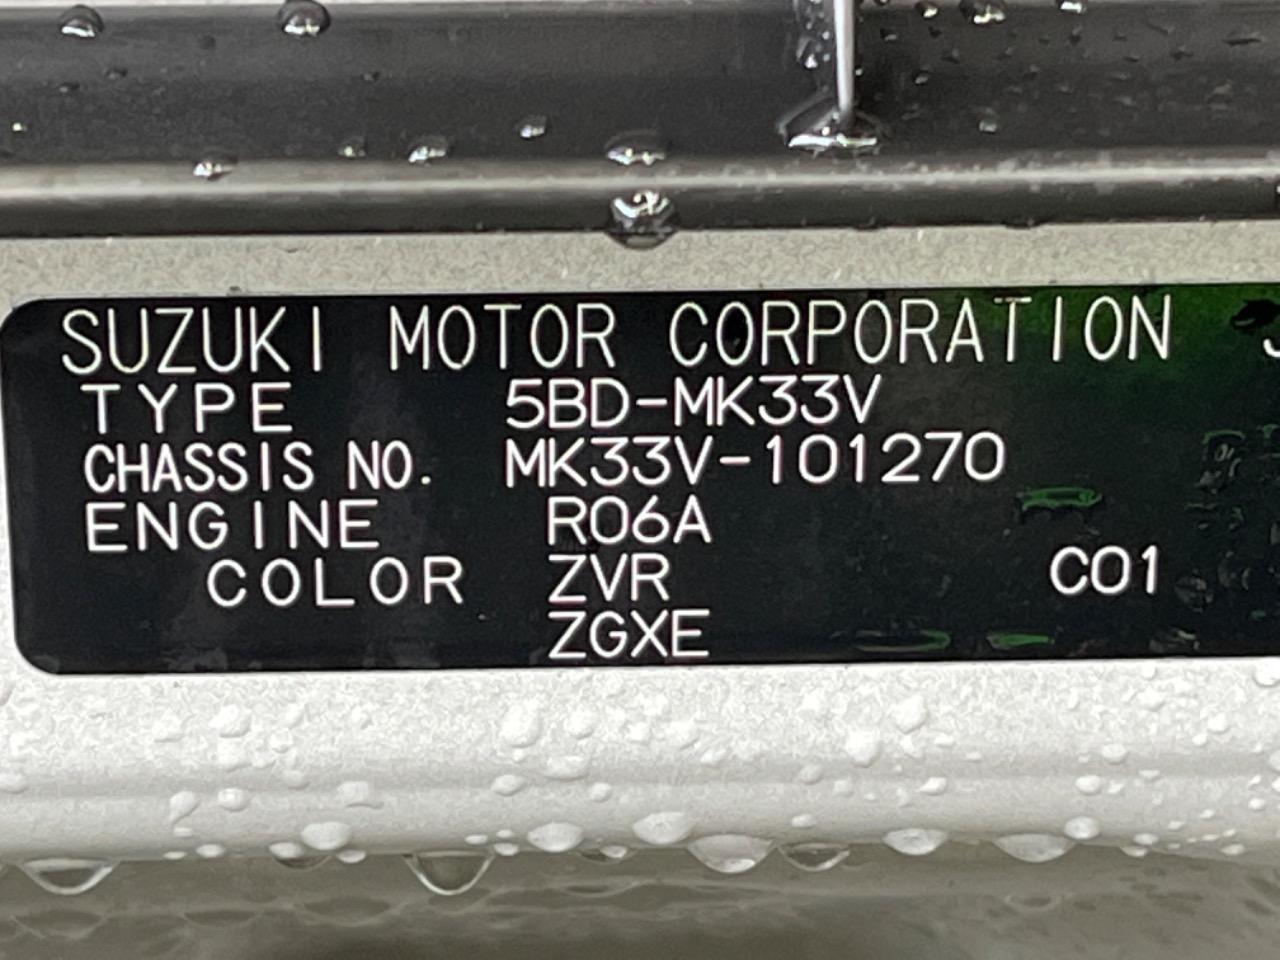 SUZUKI MOTOR CORPORATION
TYPE 5BD-MK33V
CHASSIS NO. MK33V-101270
ENGINE R06A
COLOR ZVR C01
ZGXE